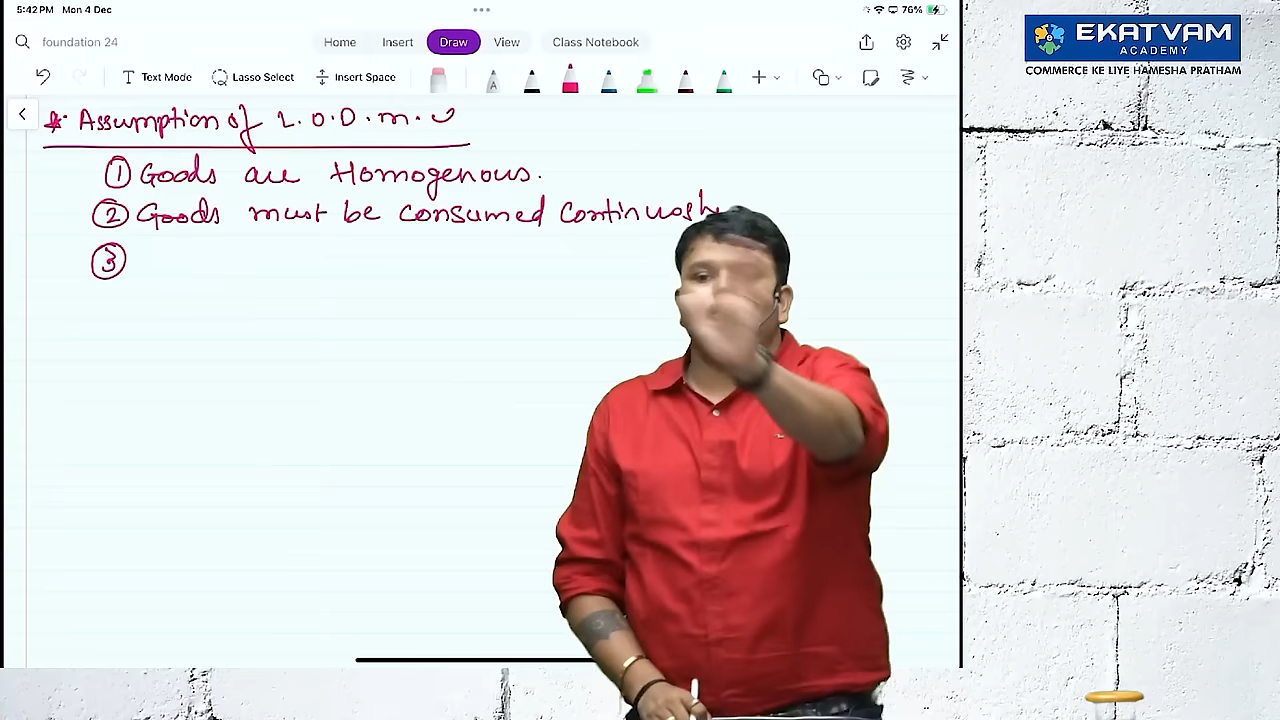 5:42 PM Mon 4 Dec
76%
foundation 24
Home Insert Draw View Class Notebook
Text Mode Lasso Select Insert Space
EKATVAM
ACADEMY
COMMERCE KE LIYE HAMESHA PRATHAM
* Assumption of L.O.D.m.U
① Goods are Homogenous.
② Goods must be consumed
③